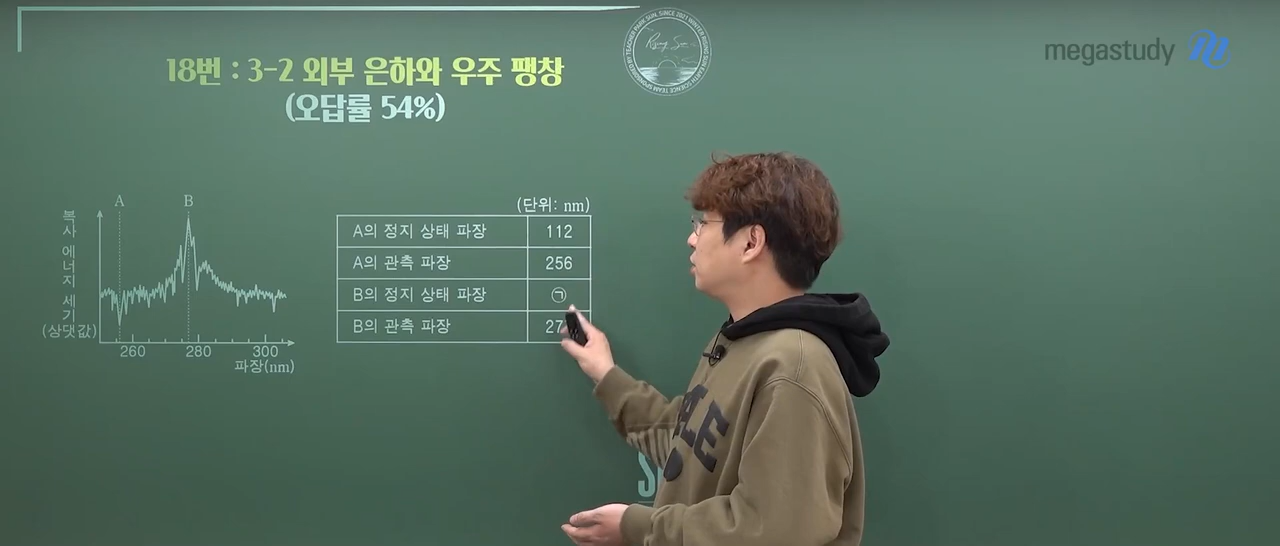 18번 : 3-2 외부 은하와 우주 팽창
(오답률 54%)
megastudy
A
B
복사 에너지 세기
(상댓값)
260 280 300
파장(nm)
(단위: nm)
A의 정지 상태 파장 112
A의 관측 파장 256
B의 정지 상태 파장 ㉠
B의 관측 파장